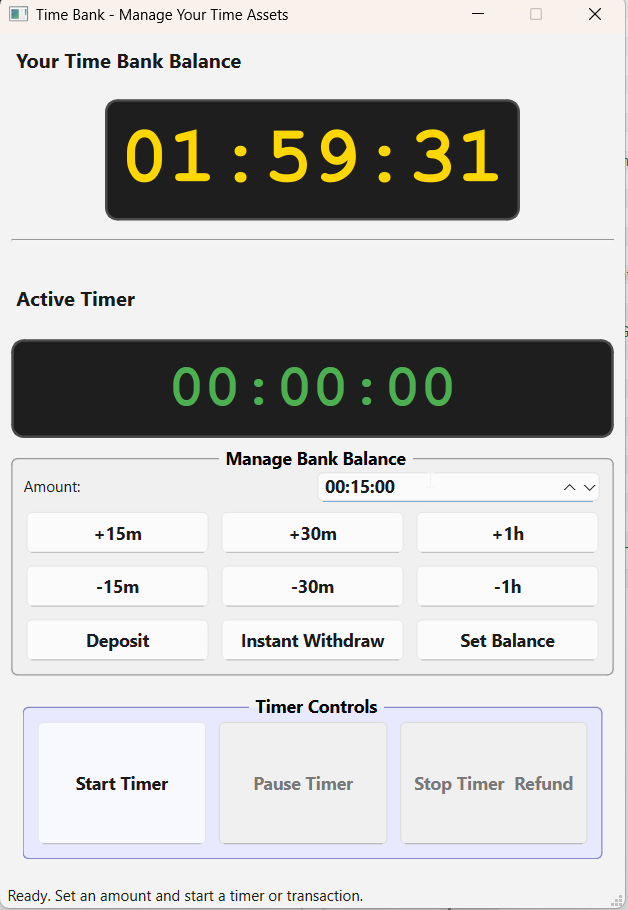 Time Bank - Manage Your Time Assets
Your Time Bank Balance
01:59:31
Active Timer
00:00:00
Manage Bank Balance
Amount: 00:15:00
+15m +30m +1h
-15m -30m -1h
Deposit Instant Withdraw Set Balance
Timer Controls
Start Timer Pause Timer Stop Timer  Refund
Ready. Set an amount and start a timer or transaction.